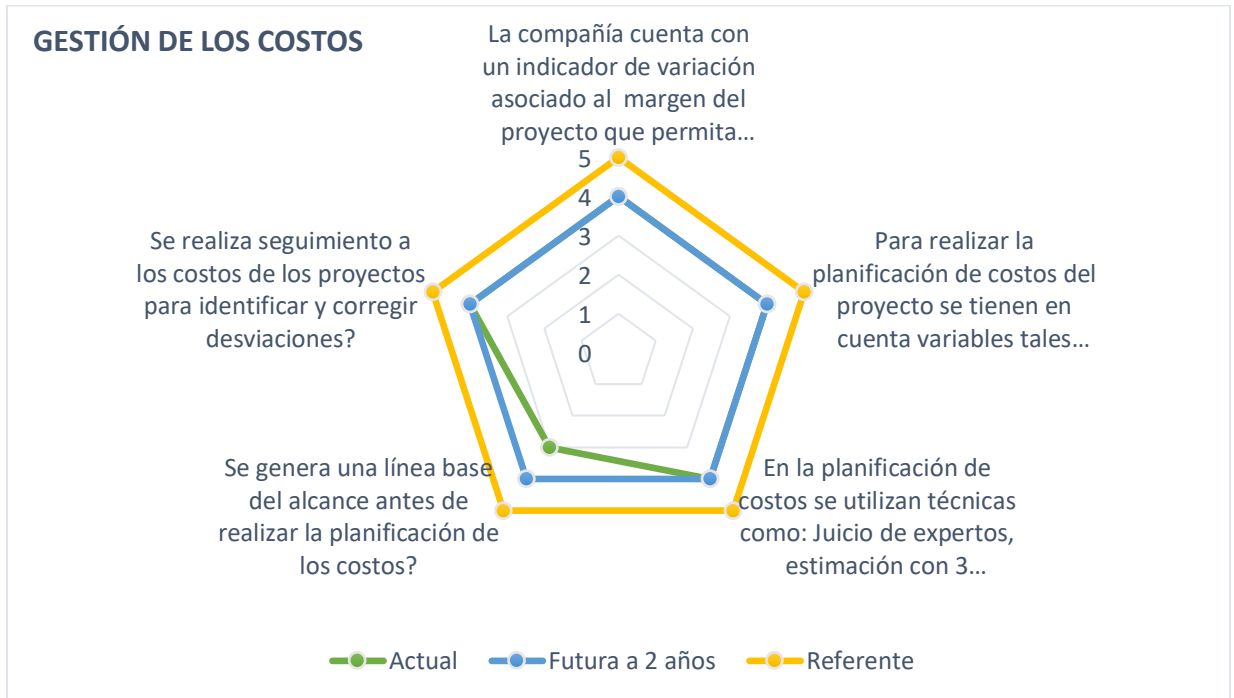 GESTIÓN DE LOS COSTOS
La compañía cuenta con
un indicador de variación
asociado al margen del
proyecto que permita...
5
4
3
2
1
0
Para realizar la
planificación de costos del
proyecto se tienen en
cuenta variables tales...
En la planificación de
costos se utilizan técnicas
como: Juicio de expertos,
estimación con 3...
Se genera una línea base
del alcance antes de
realizar la planificación de
los costos?
Se realiza seguimiento a
los costos de los proyectos
para identificar y corregir
desviaciones?
Actual
Futura a 2 años
Referente